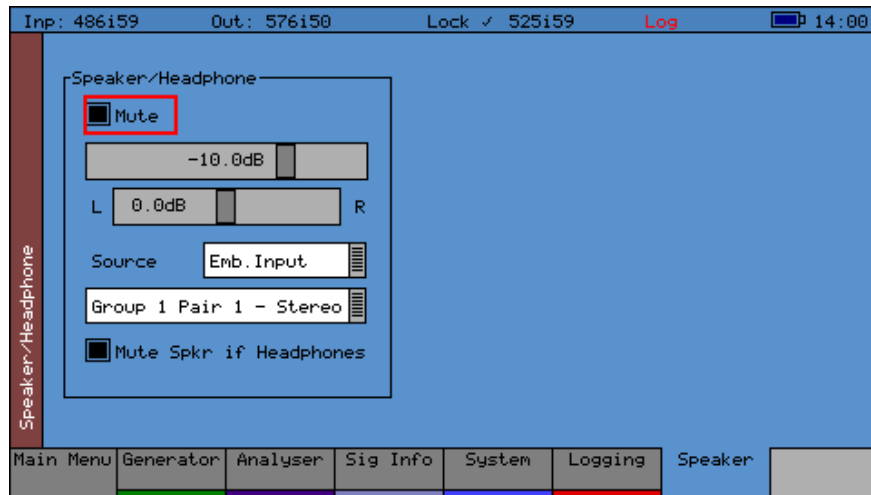 Inp: 486i59 Out: 576i50 Lock ✓ 525i59 Log 14:00
Speaker/Headphone
Mute
-10.0dB
L 0.0dB R
Source Emb.Input
Group 1 Pair 1 - Stereo
Mute Spkr if Headphones
Speaker/Headphone
Main Menu Generator Analyser Sig Info System Logging Speaker